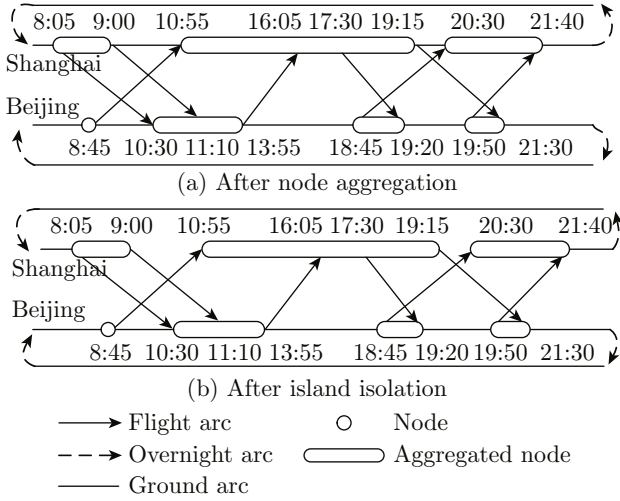 8:05 9:00 10:55 16:05 17:30 19:15 20:30 21:40
Shanghai
Beijing
8:45 10:30 11:10 13:55 18:45 19:20 19:50 21:30
(a) After node aggregation
8:05 9:00 10:55 16:05 17:30 19:15 20:30 21:40
Shanghai
Beijing
8:45 10:30 11:10 13:55 18:45 19:20 19:50 21:30
(b) After island isolation
Flight arc Node
Overnight arc Aggregated node
Ground arc